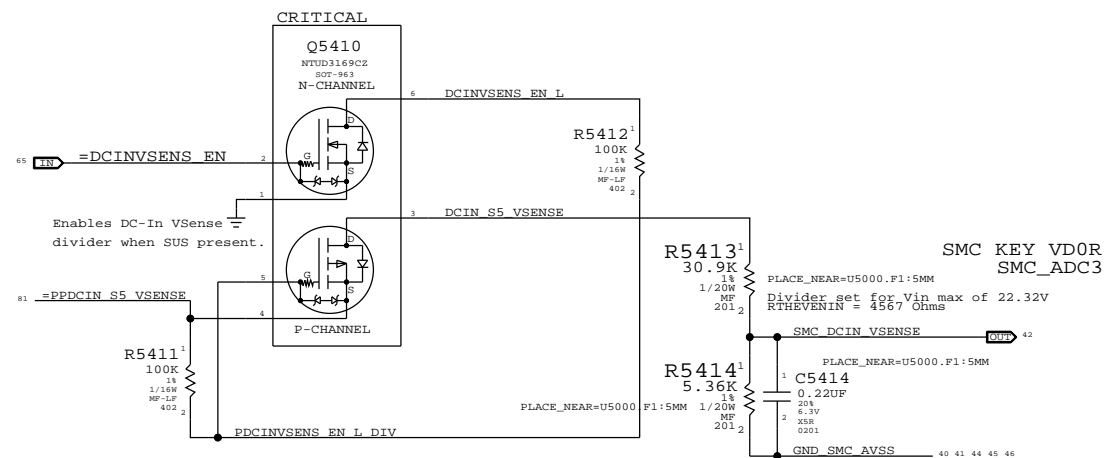 CRITICAL
Q5410
NTUD3169CZ
SOT-963
N-CHANNEL
6
DCINVSENS_EN_L
D
G
S
65 IN =DCINVSENS_EN
2
1
R5412
1
100K
1%
1/16W
MF-LF
402
2
Enables DC-In VSense
divider when SUS present.
3
DCIN_S5_VSENSE
D
G
S
5
81 =PPDCIN_S5_VSENSE
4
P-CHANNEL
R5413
1
30.9K
1%
1/20W
MF
201
2
PLACE_NEAR=U5000.F1:5MM
Divider set for Vin max of 22.32V
RTHEVENIN = 4567 Ohms
SMC KEY VD0R
SMC_ADC3
SMC_DCIN_VSENSE
OUT 42
R5411
1
100K
1%
1/16W
MF-LF
402
2
R5414
1
5.36K
1%
1/20W
MF
201
2
PLACE_NEAR=U5000.F1:5MM
PLACE_NEAR=U5000.F1:5MM
1
C5414
0.22UF
20%
6.3V
X5R
0201
2
PDCINVSENS_EN_L_DIV
GND_SMC_AVSS
40 41 44 45 46